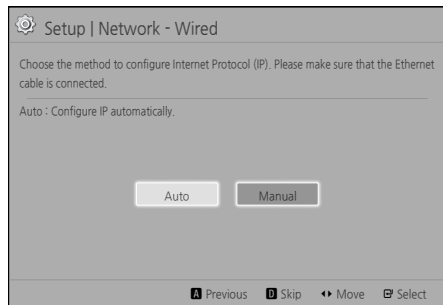 Setup | Network - Wired
Choose the method to configure Internet Protocol (IP). Please make sure that the Ethernet
cable is connected.
Auto : Configure IP automatically.
Auto Manual
A Previous D Skip Move Select